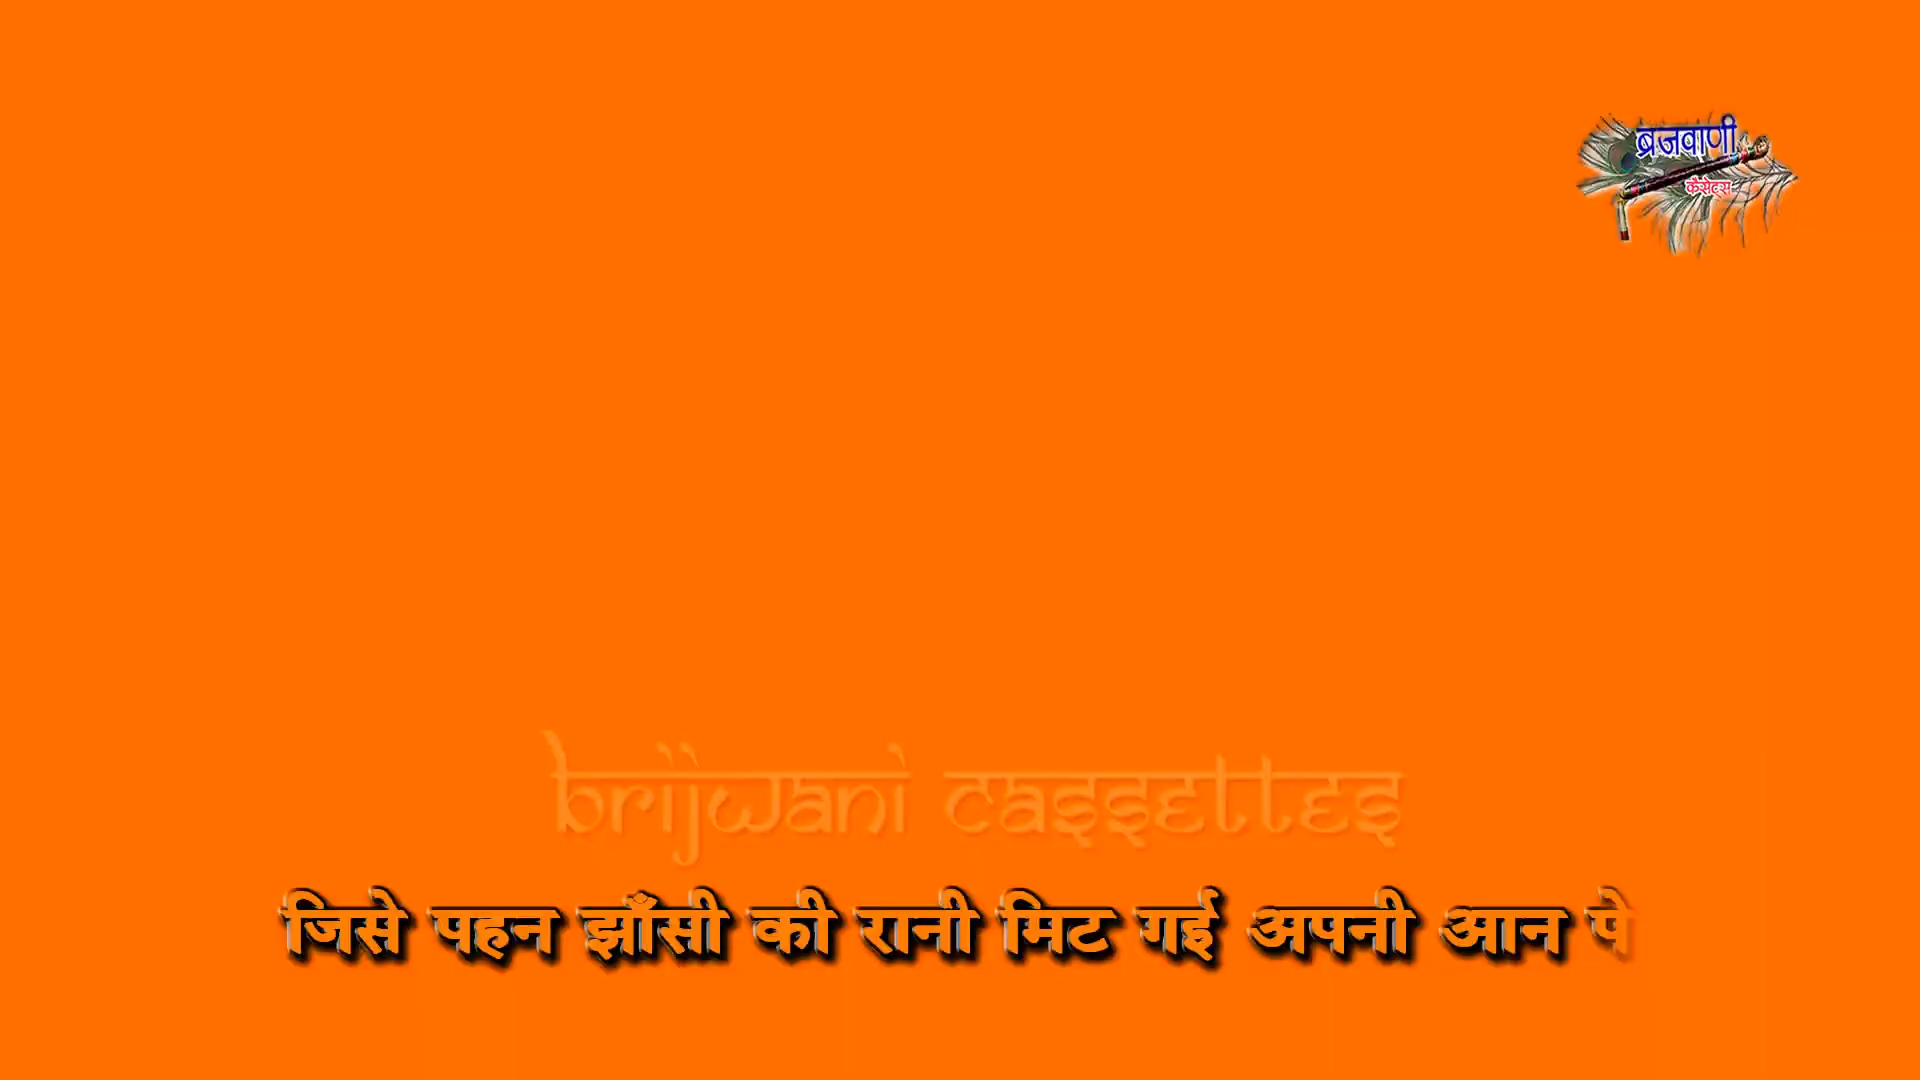 ब्रजवाणी
कैसेट्स
Brijwani Cassettes
जिसे पहन झाँसी की रानी मिट गई अपनी आन पे